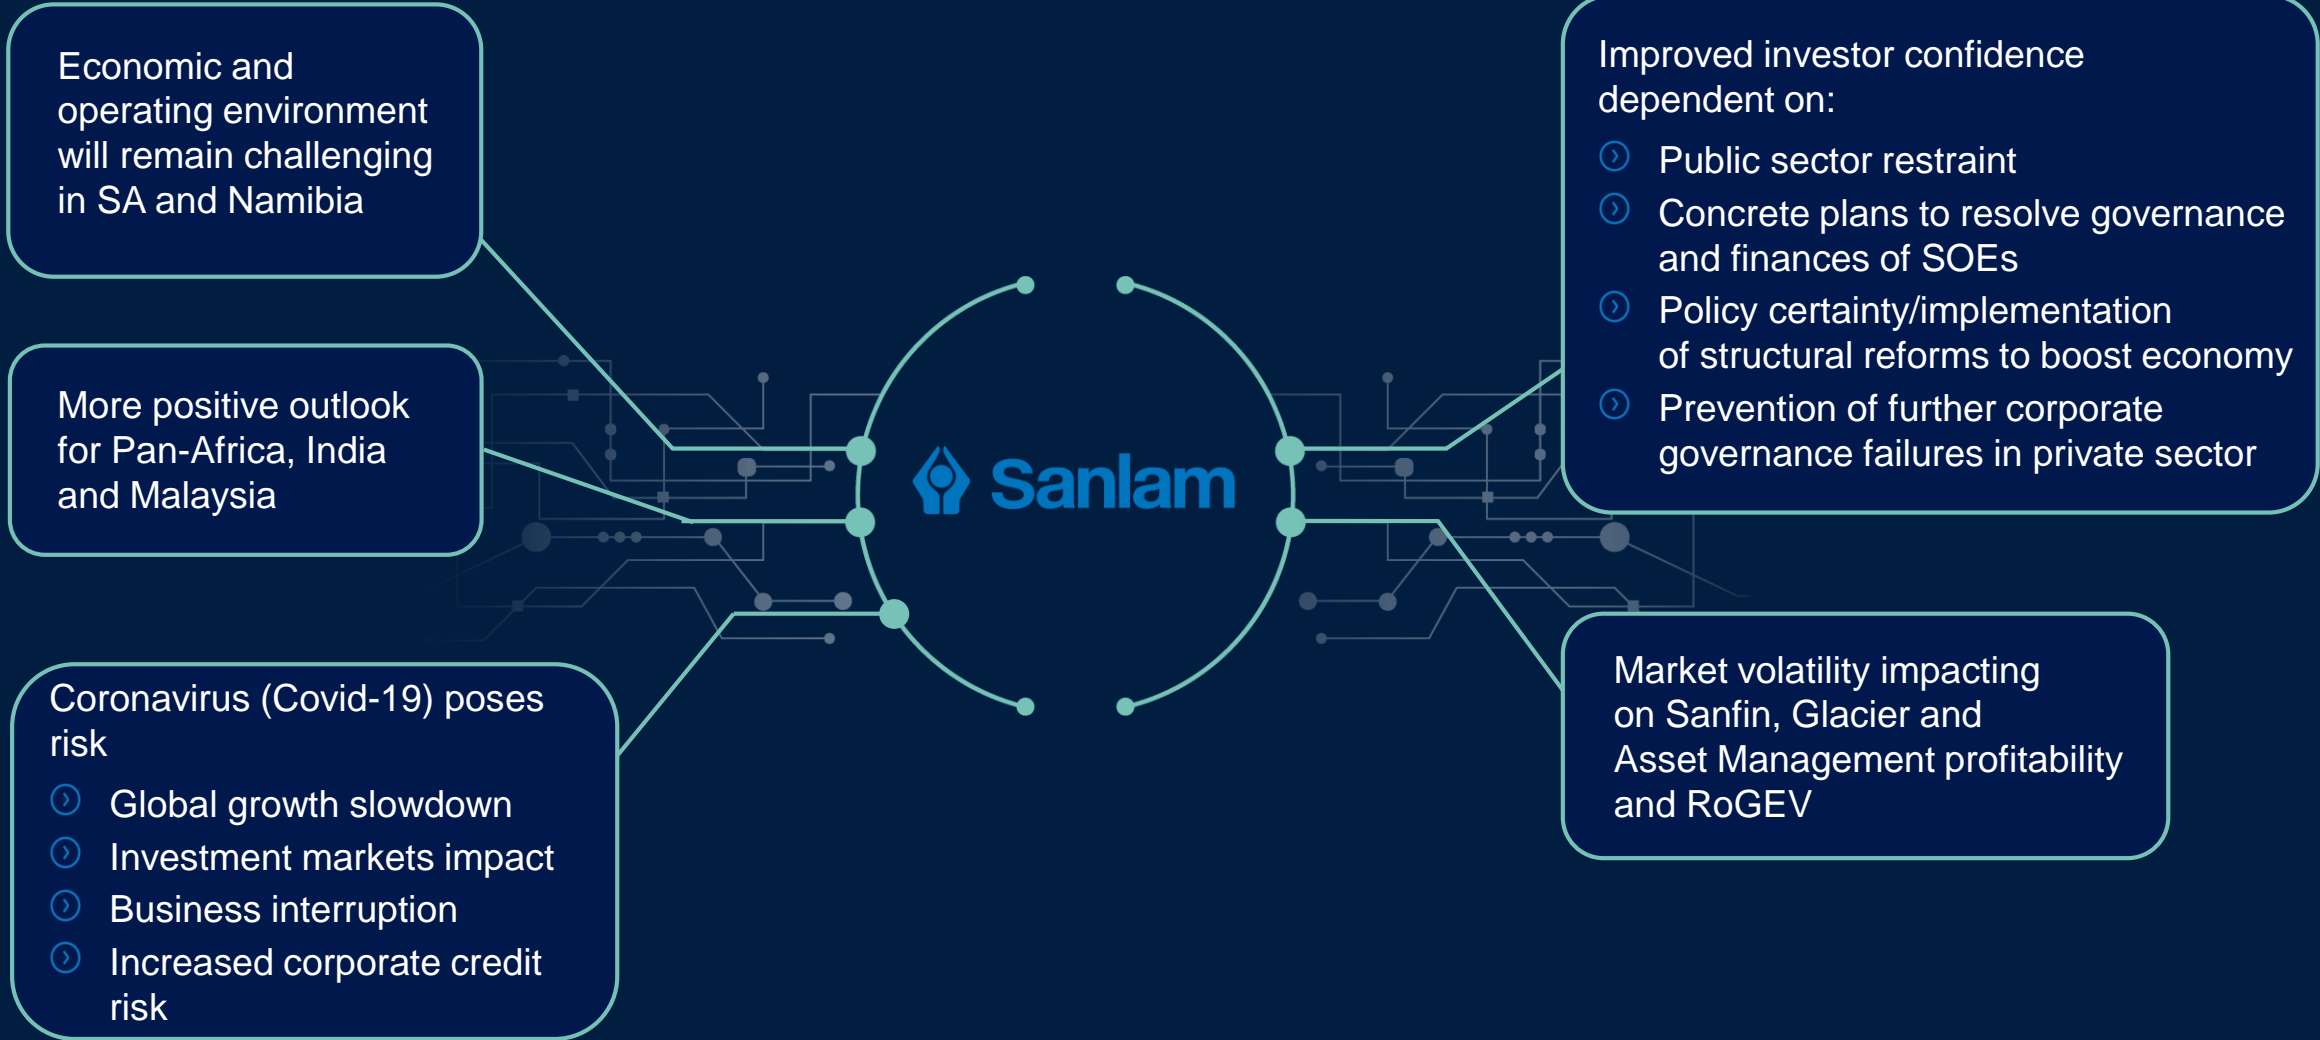 Economic and
operating environment
will remain challenging
in SA and Namibia
More positive outlook
for Pan-Africa, India
and Malaysia
Coronavirus (Covid-19) poses
risk
Global growth slowdown
Investment markets impact
Business interruption
Increased corporate credit
risk
Sanlam
Improved investor confidence
dependent on:
Public sector restraint
Concrete plans to resolve governance
and finances of SOEs
Policy certainty/implementation
of structural reforms to boost economy
Prevention of further corporate
governance failures in private sector
Market volatility impacting
on Sanfin, Glacier and
Asset Management profitability
and RoGEV